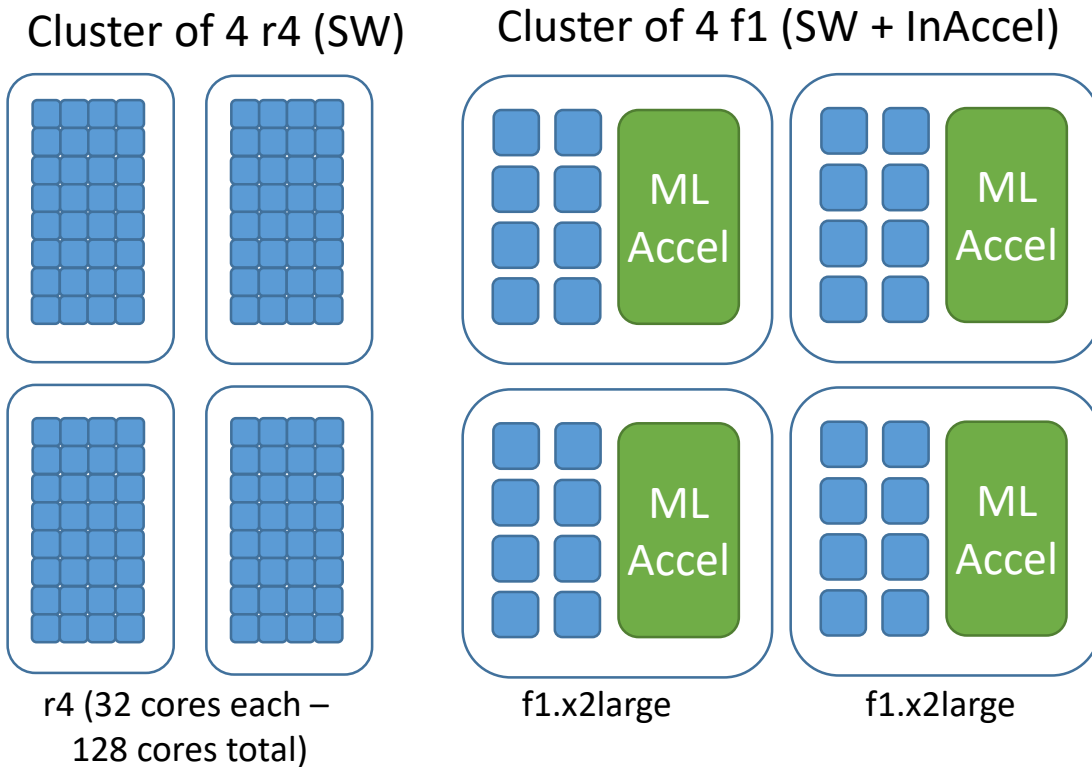 Cluster of 4 r4 (SW)
Cluster of 4 f1 (SW + InAccel)
ML
Accel
ML
Accel
ML
Accel
ML
Accel
r4 (32 cores each –
128 cores total)
f1.x2large
f1.x2large